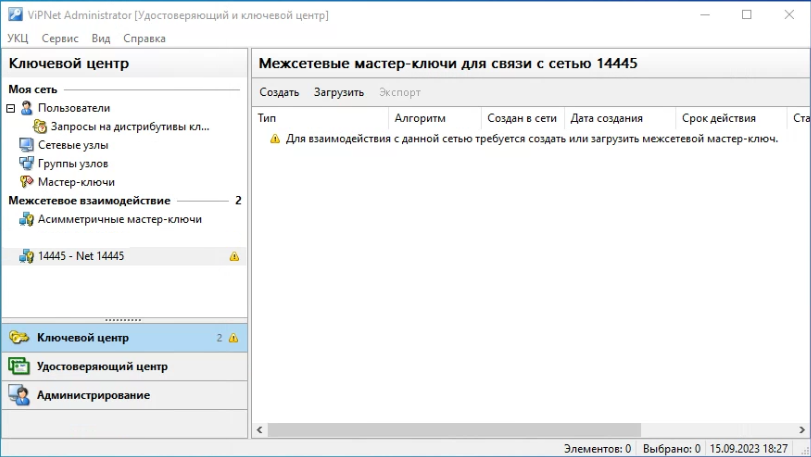 ViPNet Administrator [Удостоверяющий и ключевой центр]
УКЦ Сервис Вид Справка
Ключевой центр
Моя сеть
Пользователи
Запросы на дистрибутивы кл...
Сетевые узлы
Группы узлов
Мастер-ключи
Межсетевое взаимодействие 2
Асимметричные мастер-ключи
14445 - Net 14445
Ключевой центр 2
Удостоверяющий центр
Администрирование
Межсетевые мастер-ключи для связи с сетью 14445
Создать Загрузить Экспорт
Тип Алгоритм Создан в сети Дата создания Срок действия Ста
Для взаимодействия с данной сетью требуется создать или загрузить межсетевой мастер-ключ.
Элементов: 0 Выбрано: 0 15.09.2023 18:27